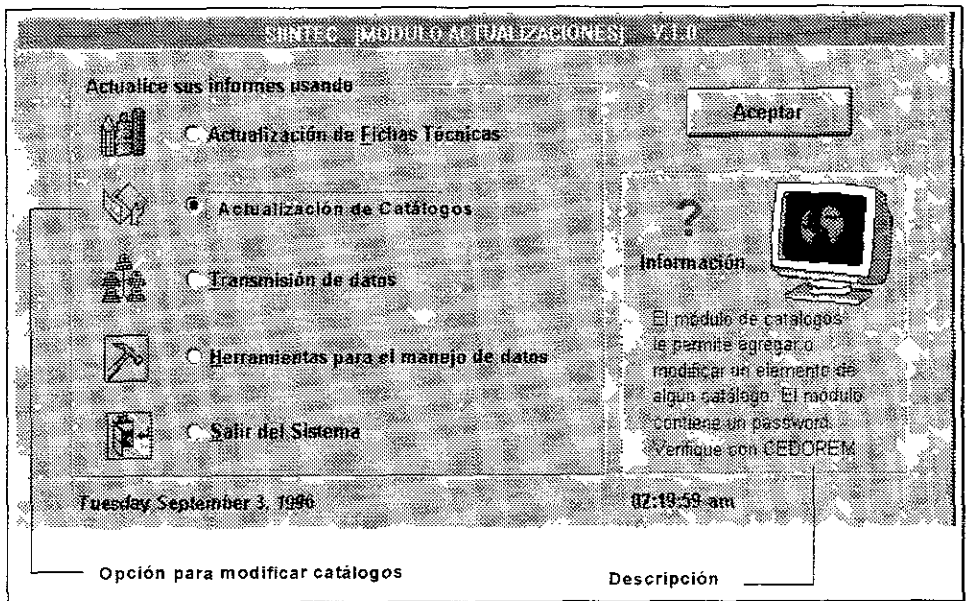 SIINTEC [MODULO ACTUALIZACIONES] V.1.0
Actualice sus informes usando
Actualización de Fichas Técnicas
Actualización de Catálogos
Transmisión de datos
Herramientas para el manejo de datos
Salir del Sistema
Aceptar
?
Información
El módulo de catálogos
le permite agregar o
modificar un elemento de
algún catálogo. El módulo
contiene un password.
Verifique con CEDOREM
Tuesday September 3, 1996
02:19:59 am
Opción para modificar catálogos
Descripción